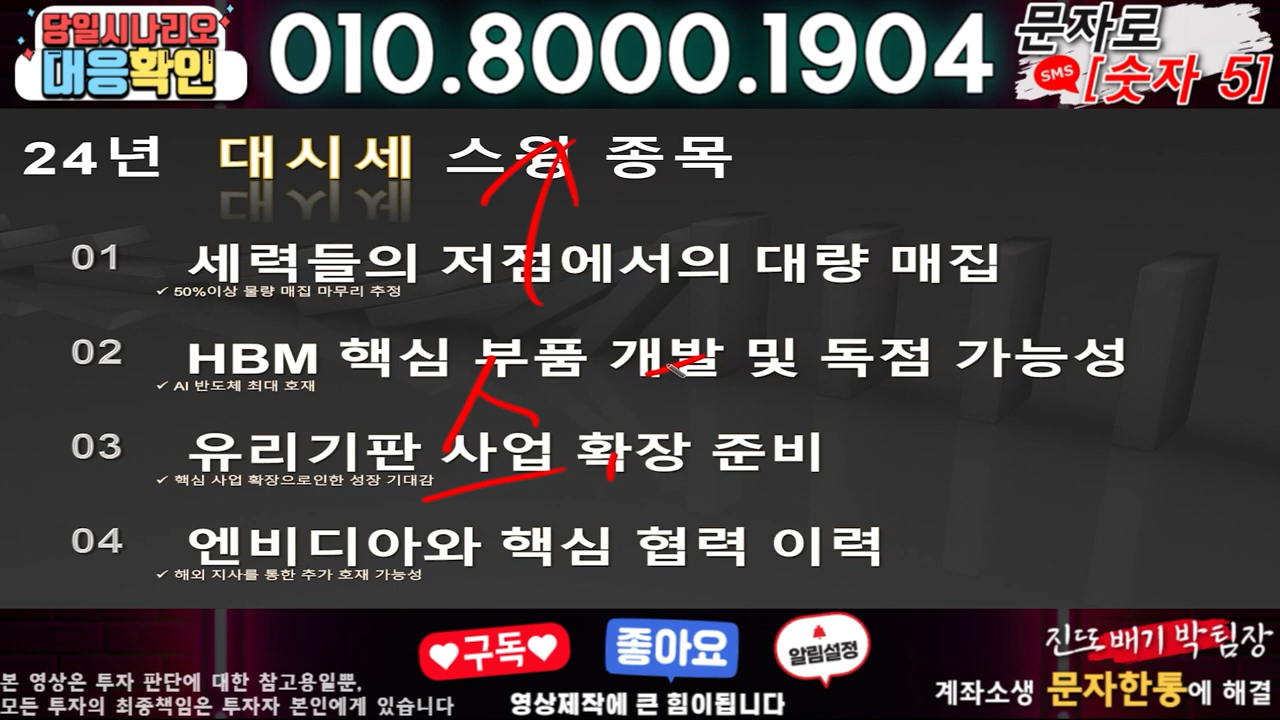 당일시나리오
대응확인
010.8000.1904
문자로
SMS [숫자 5]
24년 대시세 스윙 종목
01 세력들의 저점에서의 대량 매집
✓ 50%이상 물량 매집 마무리 추정
02 HBM 핵심 부품 개발 및 독점 가능성
✓ AI 반도체 최대 호재
03 유리기판 사업 확장 준비
✓ 핵심 사업 확장으로인한 성장 기대감
04 엔비디아와 핵심 협력 이력
✓ 해외 지사를 통한 추가 호재 가능성
구독
좋아요
알림설정
영상제작에 큰 힘이됩니다
본 영상은 투자 판단에 대한 참고용일뿐,
모든 투자의 최종책임은 투자자 본인에게 있습니다
진또배기 박팀장
계좌소생 문자한통에 해결